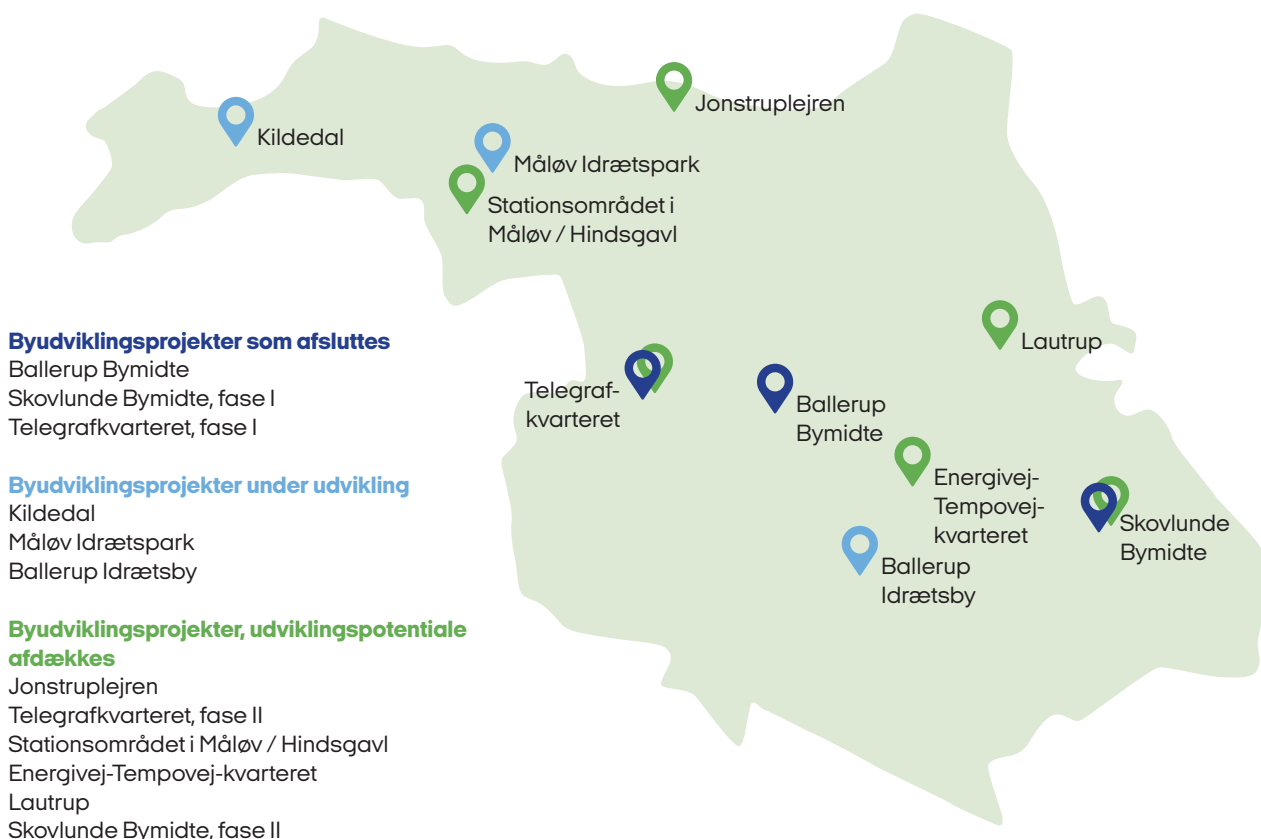 Jonstruplejren
Kildedal
Måløv Idrætspark
Stationsområdet i
Måløv / Hindsgavl
Lautrup
Telegraf-
kvarteret
Ballerup
Bymidte
Energivej-
Tempovej-
kvarteret
Skovlunde
Bymidte
Ballerup
Idrætsby
Byudviklingsprojekter som afsluttes
Ballerup Bymidte
Skovlunde Bymidte, fase I
Telegrafkvarteret, fase I
Byudviklingsprojekter under udvikling
Kildedal
Måløv Idrætspark
Ballerup Idrætsby
Byudviklingsprojekter, udviklingspotentiale
afdækkes
Jonstruplejren
Telegrafkvarteret, fase II
Stationsområdet i Måløv / Hindsgavl
Energivej-Tempovej-kvarteret
Lautrup
Skovlunde Bymidte, fase II